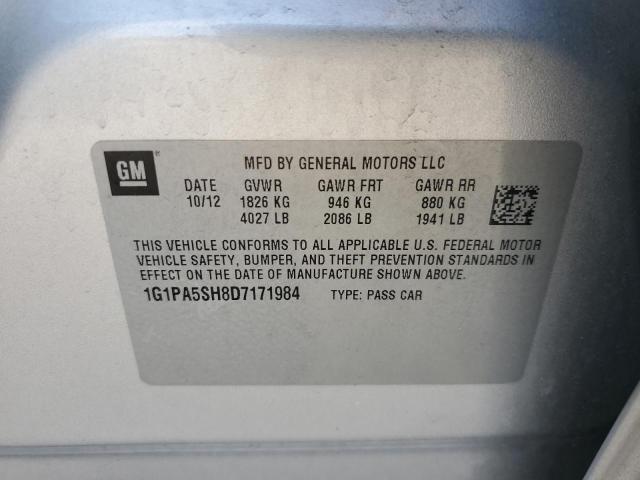 GM ®
MFD BY GENERAL MOTORS LLC
DATE GVWR GAWR FRT GAWR RR
10/12 1826 KG 946 KG 880 KG
4027 LB 2086 LB 1941 LB
THIS VEHICLE CONFORMS TO ALL APPLICABLE U.S. FEDERAL MOTOR
VEHICLE SAFETY, BUMPER, AND THEFT PREVENTION STANDARDS IN
EFFECT ON THE DATE OF MANUFACTURE SHOWN ABOVE.
1G1PA5SH8D7171984 TYPE: PASS CAR